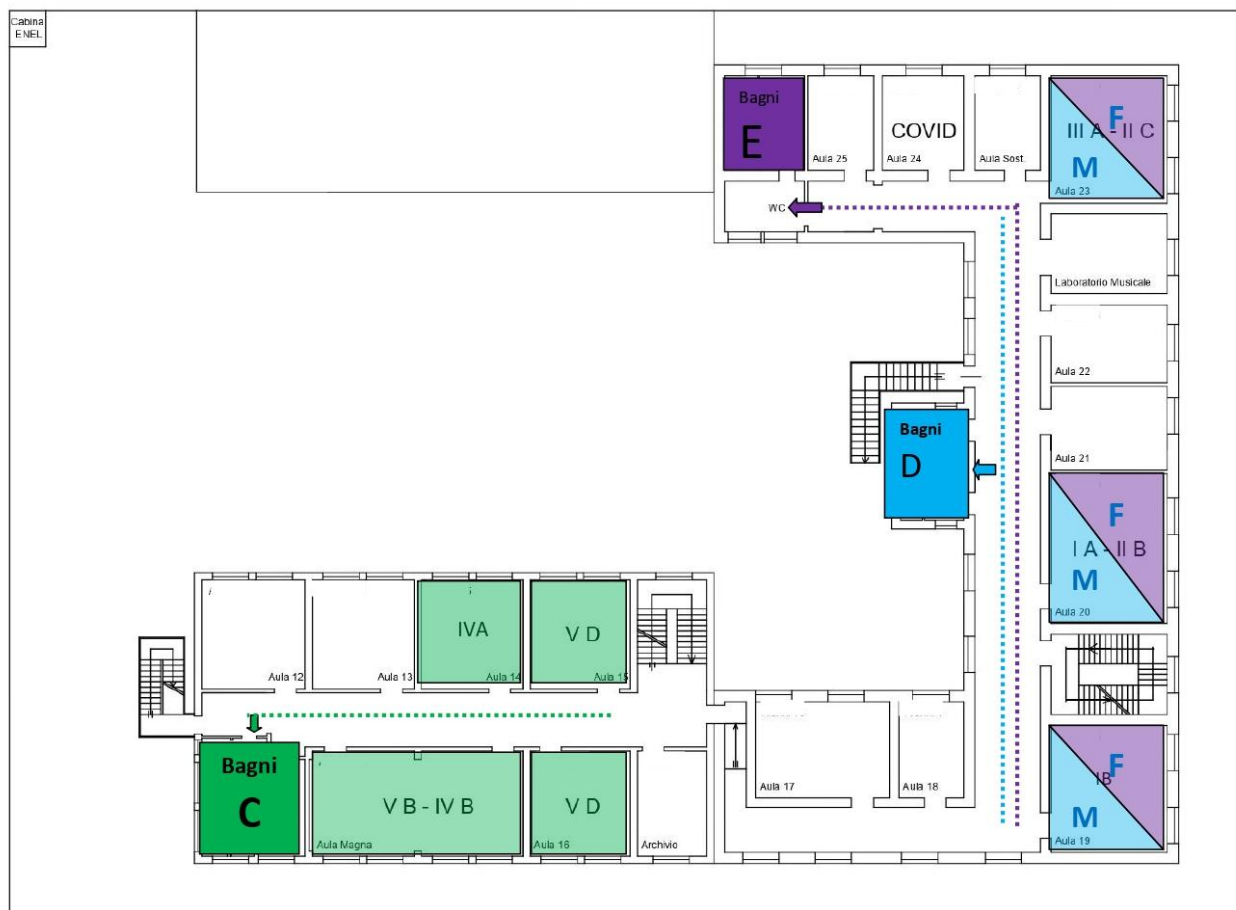 Cabina
ENEL
Bagni
E
Aula 25
COVID
Aula 24
Aula Sost.
F
III A - II C
M
Aula 23
WC
Laboratorio Musicale
Aula 22
Bagni
D
Aula 21
F
I A - II B
M
Aula 20
Aula 12
Aula 13
IVA
Aula 14
V D
Aula 15
Bagni
C
V B - IV B
Aula Magna
V D
Aula 16
Archivio
Aula 17
Aula 18
F
IB
M
Aula 19